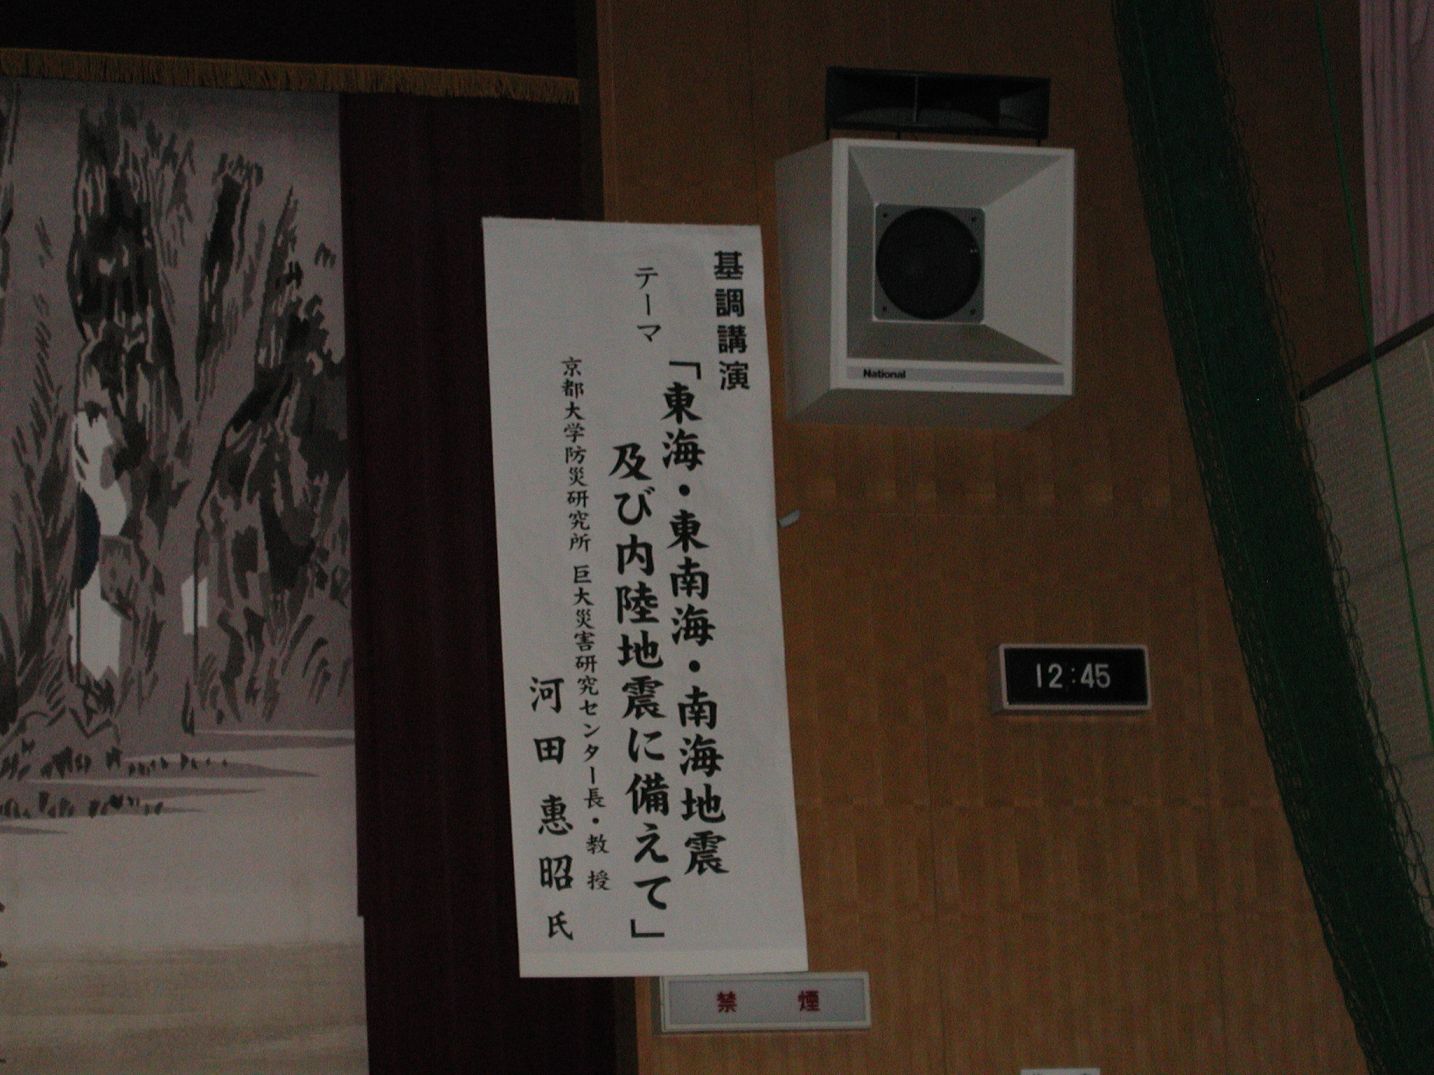 基調講演
テーマ
「東海・東南海・南海地震
及び内陸地震に備えて」
京都大学防災研究所 巨大災害研究センター長・教授
河田惠昭氏
National
12:45
禁煙